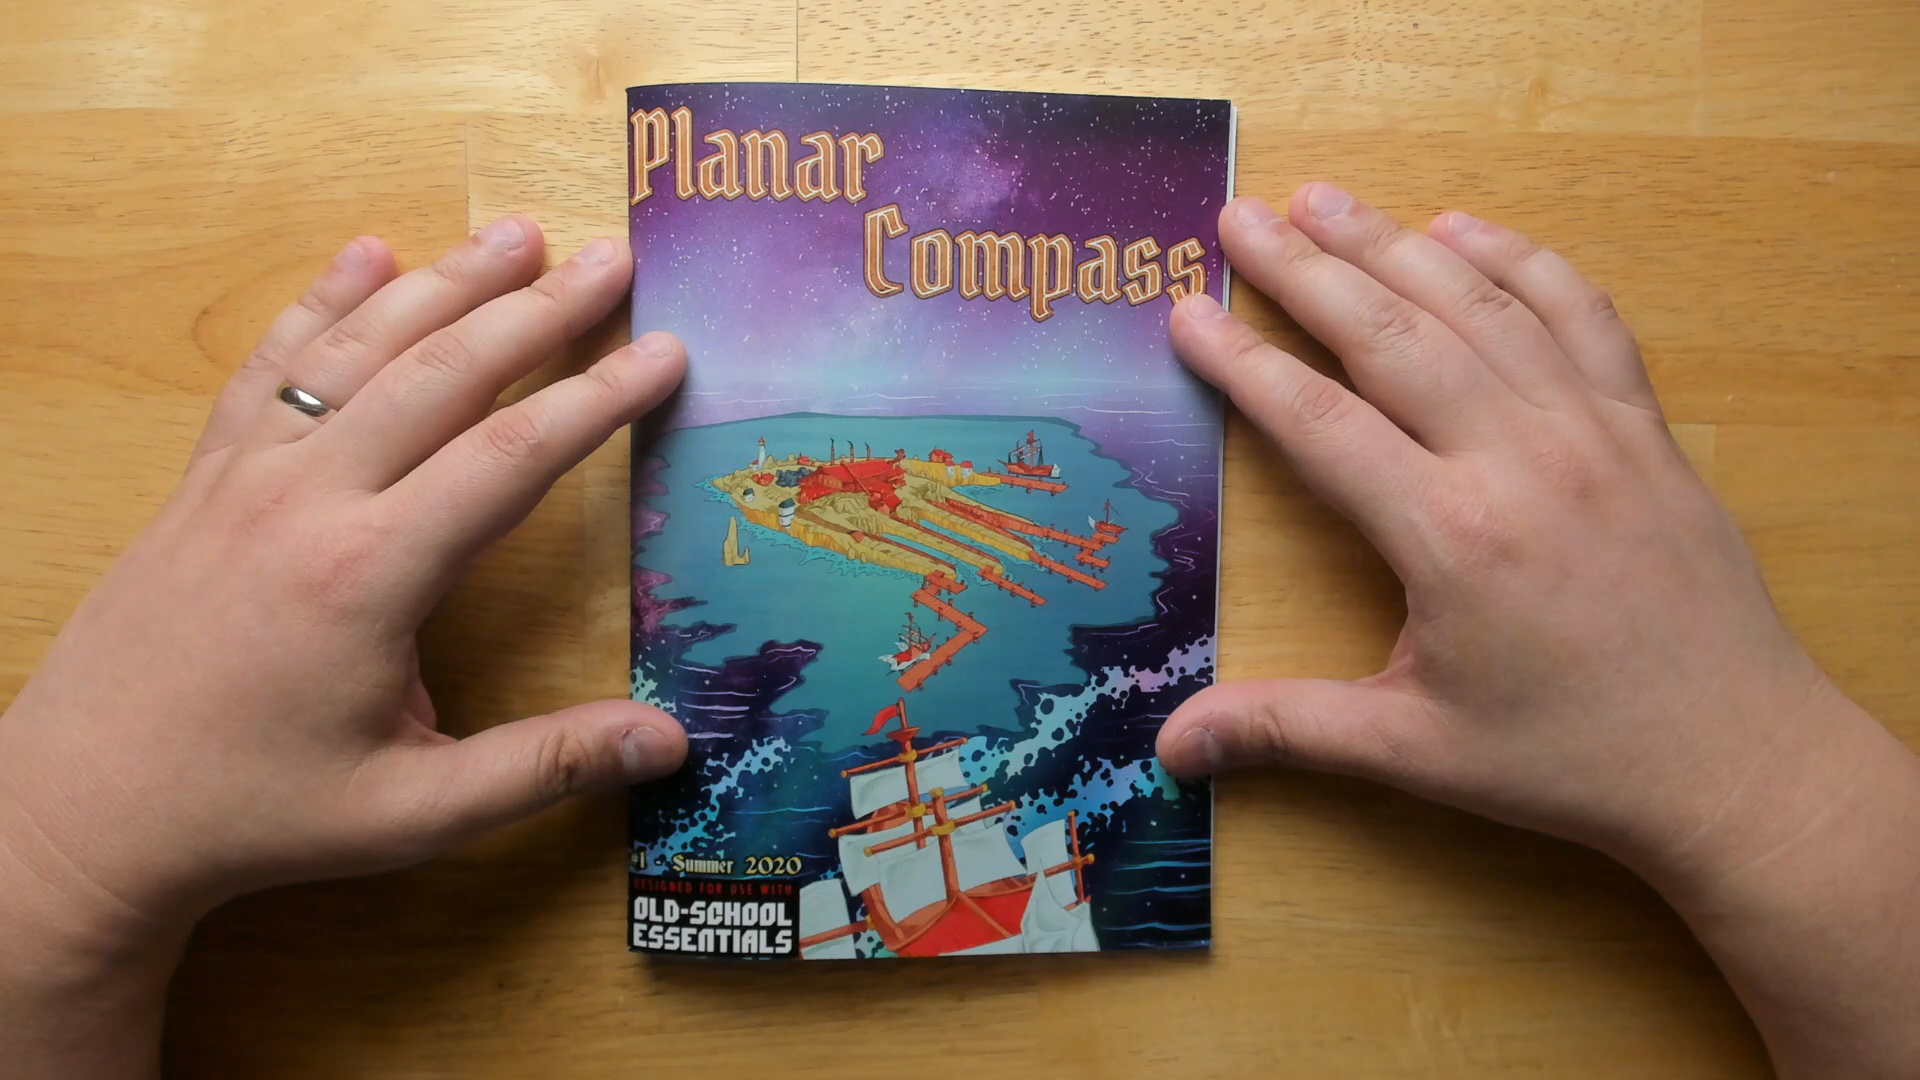 Planar
Compass
#1 - Summer 2020
DESIGNED FOR USE WITH
OLD-SCHOOL
ESSENTIALS